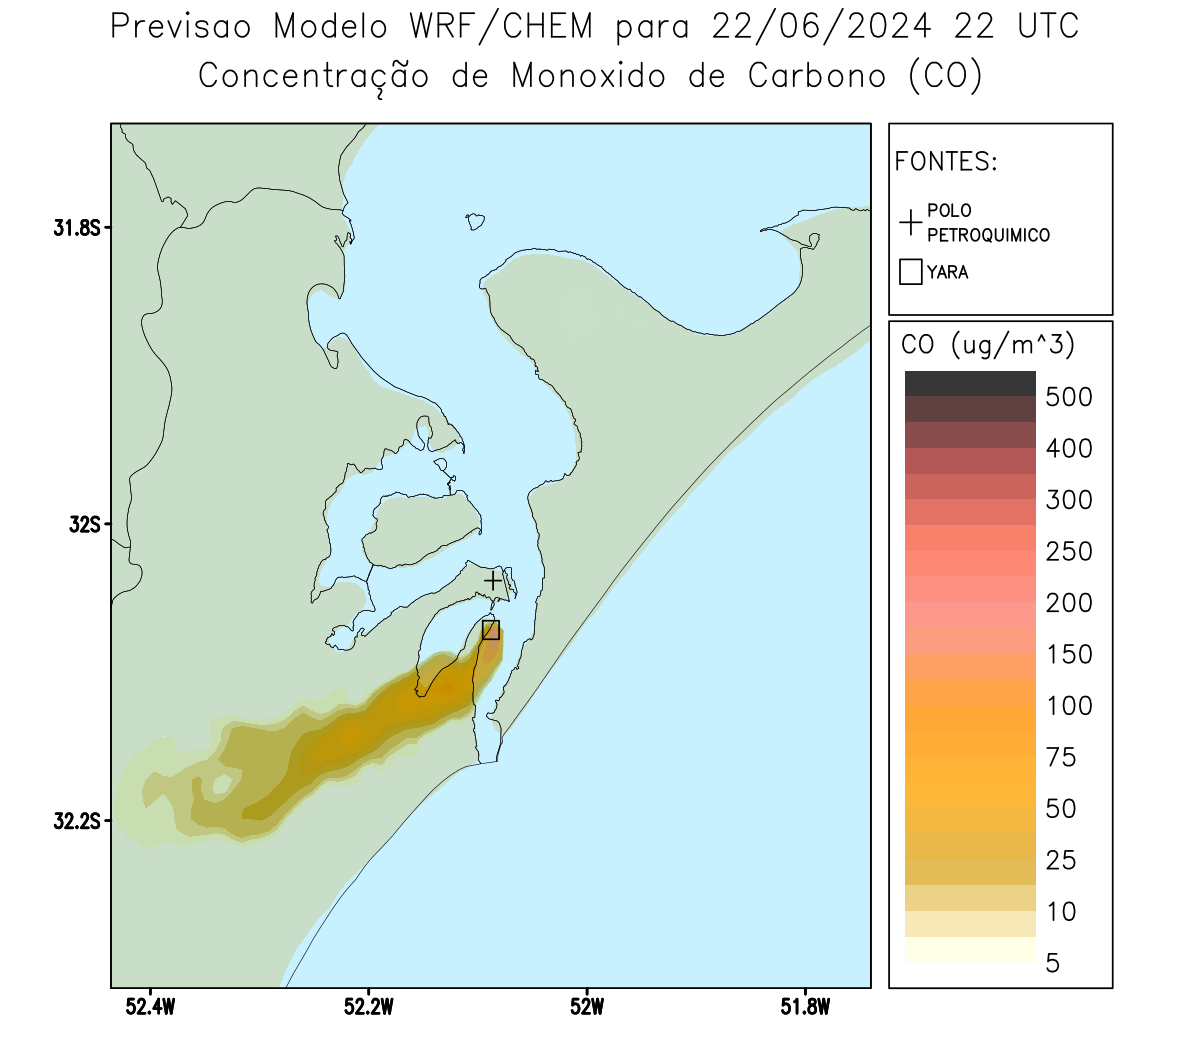 Previsao Modelo WRF/CHEM para 22/06/2024 22 UTC
Concentração de Monoxido de Carbono (CO)
FONTES:
POLO
PETROQUIMICO
YARA
CO (ug/m^3)
500
400
300
250
200
150
100
75
50
25
10
5
31.8S
32S
32.2S
52.4W
52.2W
52W
51.8W